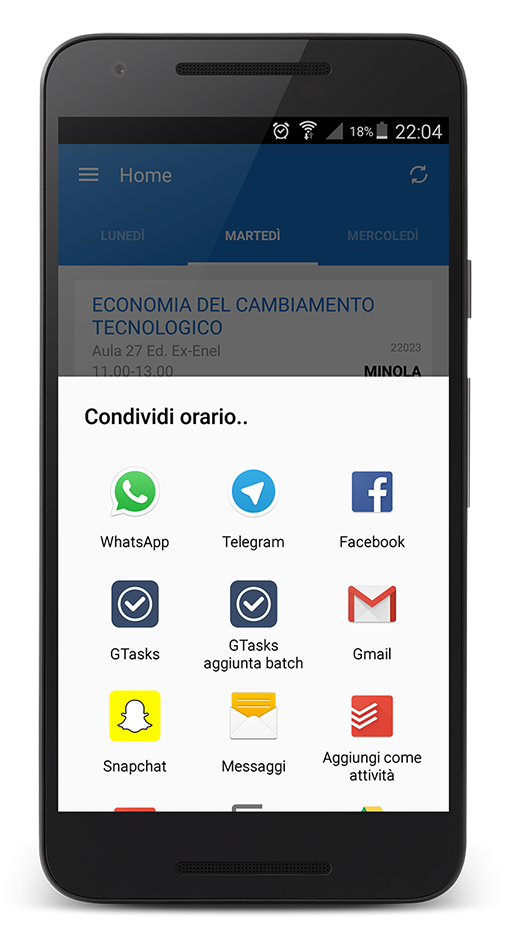 18% 22:04
Home
LUNEDÌ MARTEDÌ MERCOLEDÌ
ECONOMIA DEL CAMBIAMENTO
TECNOLOGICO
Aula 27 Ed. Ex-Enel 22023
11.00-13.00 MINOLA
Condividi orario..
WhatsApp Telegram Facebook
GTasks GTasks
aggiunta batch Gmail
Snapchat Messaggi Aggiungi come
attività